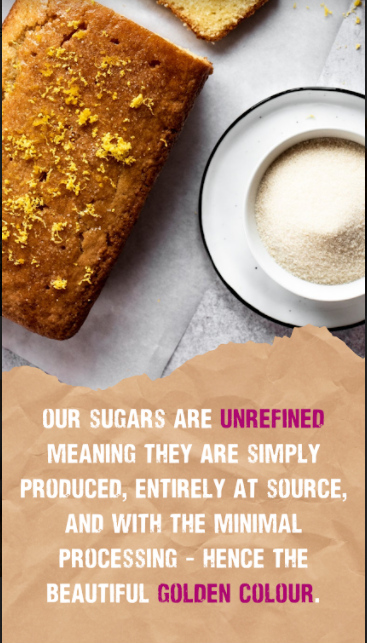 OUR SUGARS ARE UNREFINED
MEANING THEY ARE SIMPLY
PRODUCED, ENTIRELY AT SOURCE,
AND WITH THE MINIMAL
PROCESSING - HENCE THE
BEAUTIFUL GOLDEN COLOUR.